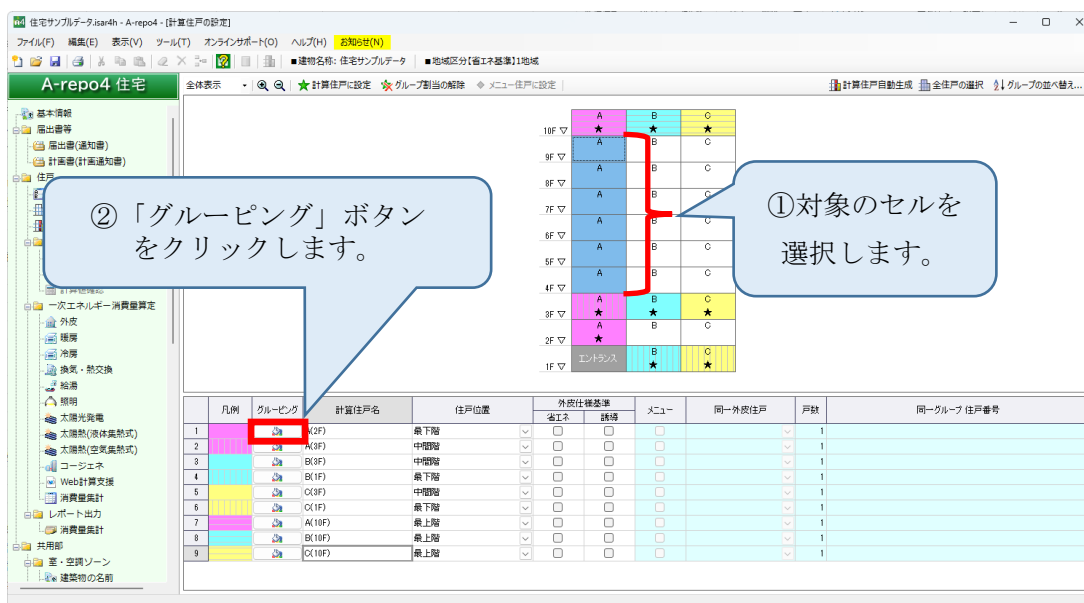 住宅サンプルデータ.isar4h - A-repo4 - [計算住戸の設定]
ファイル(F) 編集(E) 表示(V) ツール(T) オンラインサポート(O) ヘルプ(H) お知らせ(N)
■建物名称: 住宅サンプルデータ ■地域区分【省エネ基準】1地域
A-repo4 住宅
全体表示 ★計算住戸に設定 グループ割当の解除 メニュー住戸に設定 計算住戸自動生成 全住戸の選択 グループの並べ替え...
基本情報
届出書等
届出書(通知書)
計画書(計画通知書)
住戸
一次エネルギー消費量算定
外皮
暖房
冷房
換気・熱交換
給湯
照明
太陽光発電
太陽熱(液体集熱式)
太陽熱(空気集熱式)
コージェネ
Web計算支援
消費量集計
レポート出力
消費量集計
共用部
室・空調ゾーン
建築物の名前
10F ▽ A ★ B ★ C ★
9F ▽ A B C
8F ▽ A B C
7F ▽ A B C
6F ▽ A B C
5F ▽ A B C
4F ▽ A B C
3F ▽ A ★ B ★ C ★
2F ▽ A ★ B C
1F ▽ エントランス B ★ C ★
②「グルーピング」ボタン
をクリックします。
①対象のセルを
選択します。
凡例 グルーピング 計算住戸名 住戸位置 外皮仕様基準 メニュー 同一外皮住戸 戸数 同一グループ 住戸番号
省エネ 誘導
1 A(2F) 最下階 1
2 A(3F) 中間階 1
3 B(3F) 中間階 1
4 B(1F) 最下階 1
5 C(3F) 中間階 1
6 C(1F) 最下階 1
7 A(10F) 最上階 1
8 B(10F) 最上階 1
9 C(10F) 最上階 1